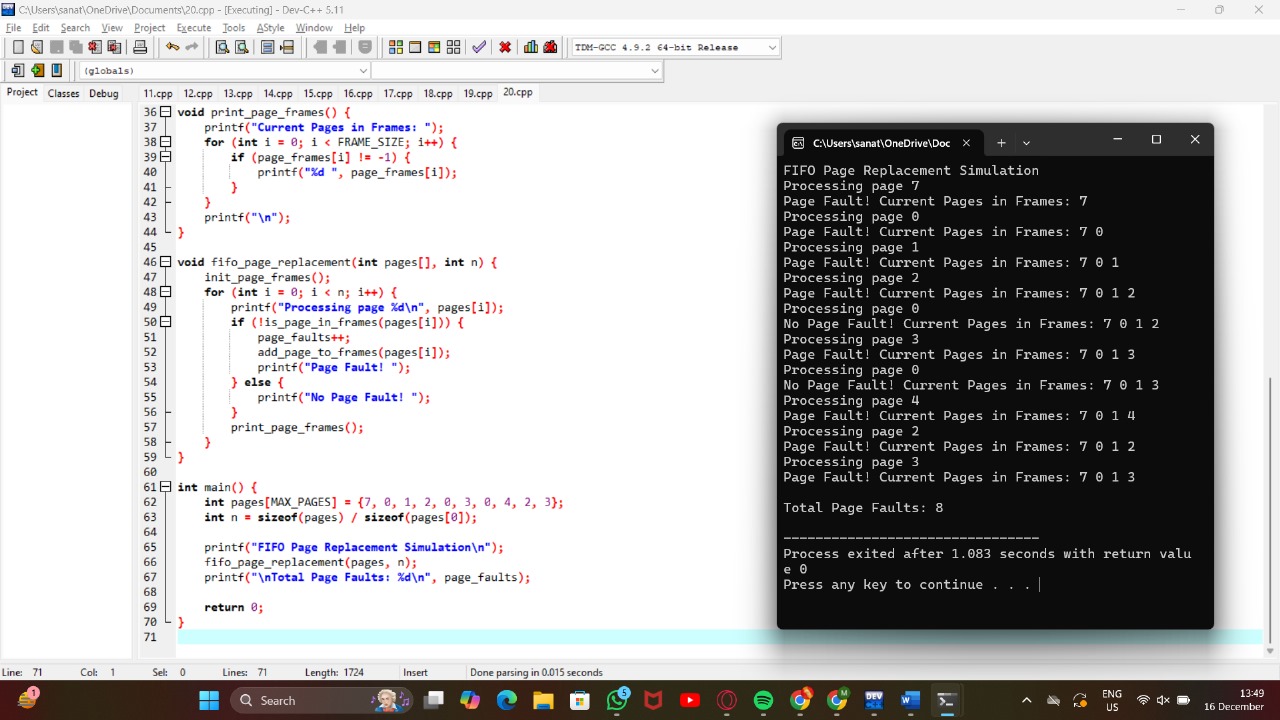 C:\Users\sanat\OneDrive\Documents\20.cpp - [Executing] - Dev-C++ 5.11
File Edit Search View Project Execute Tools AStyle Window Help
TDM-GCC 4.9.2 64-bit Release
(globals)
Project Classes Debug
11.cpp 12.cpp 13.cpp 14.cpp 15.cpp 16.cpp 17.cpp 18.cpp 19.cpp 20.cpp
36 void print_page_frames() {
37 printf("Current Pages in Frames: ");
38 for (int i = 0; i < FRAME_SIZE; i++) {
39 if (page_frames[i] != -1) {
40 printf("%d ", page_frames[i]);
41 }
42 }
43 printf("\n");
44 }
45
46 void fifo_page_replacement(int pages[], int n) {
47 init_page_frames();
48 for (int i = 0; i < n; i++) {
49 printf("Processing page %d\n", pages[i]);
50 if (!is_page_in_frames(pages[i])) {
51 page_faults++;
52 add_page_to_frames(pages[i]);
53 printf("Page Fault! ");
54 } else {
55 printf("No Page Fault! ");
56 }
57 print_page_frames();
58 }
59 }
60
61 int main() {
62 int pages[MAX_PAGES] = {7, 0, 1, 2, 0, 3, 0, 4, 2, 3};
63 int n = sizeof(pages) / sizeof(pages[0]);
64
65 printf("FIFO Page Replacement Simulation\n");
66 fifo_page_replacement(pages, n);
67 printf("\nTotal Page Faults: %d\n", page_faults);
68
69 return 0;
70 }
71
C:\Users\sanat\OneDrive\Doc
FIFO Page Replacement Simulation
Processing page 7
Page Fault! Current Pages in Frames: 7
Processing page 0
Page Fault! Current Pages in Frames: 7 0
Processing page 1
Page Fault! Current Pages in Frames: 7 0 1
Processing page 2
Page Fault! Current Pages in Frames: 7 0 1 2
Processing page 0
No Page Fault! Current Pages in Frames: 7 0 1 2
Processing page 3
Page Fault! Current Pages in Frames: 7 0 1 3
Processing page 0
No Page Fault! Current Pages in Frames: 7 0 1 3
Processing page 4
Page Fault! Current Pages in Frames: 7 0 1 4
Processing page 2
Page Fault! Current Pages in Frames: 7 0 1 2
Processing page 3
Page Fault! Current Pages in Frames: 7 0 1 3
Total Page Faults: 8
--------------------------------
Process exited after 1.083 seconds with return valu
e 0
Press any key to continue . . .
Line: 71 Col: 1 Sel: 0 Lines: 71 Length: 1724 Insert Done parsing in 0.015 seconds
1 Search 5 M DEV ENG 13:49
US 16 December